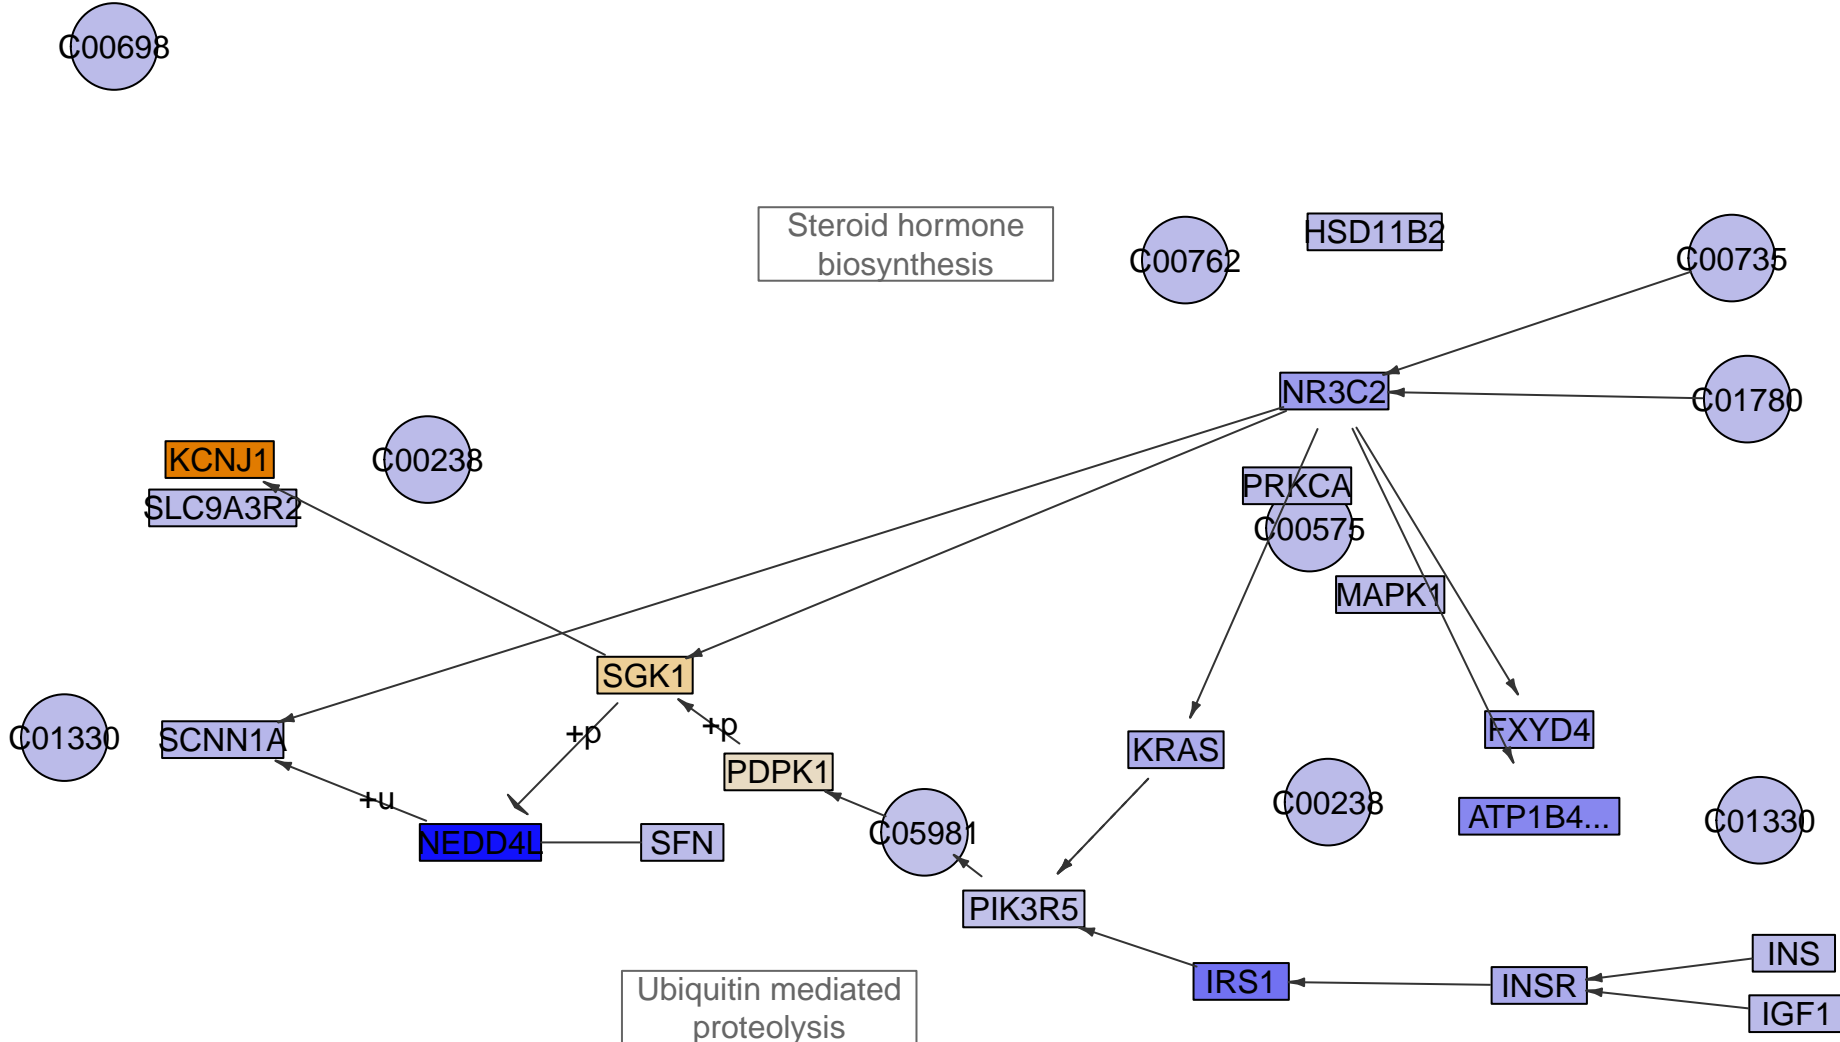 C00698
Steroid hormone
biosynthesis
C00762
HSD11B2
C00735
NR3C2
C01780
KCNJ1
C00238
SLC9A3R2
PRKCA
C00575
MAPK1
SGK1
C01330
SCNN1A
+p
+p
KRAS
FXYD4
PDPK1
+u
C00238
ATP1B4...
C01330
NEDD4L
SFN
C05981
PIK3R5
INS
Ubiquitin mediated
proteolysis
IRS1
INSR
IGF1